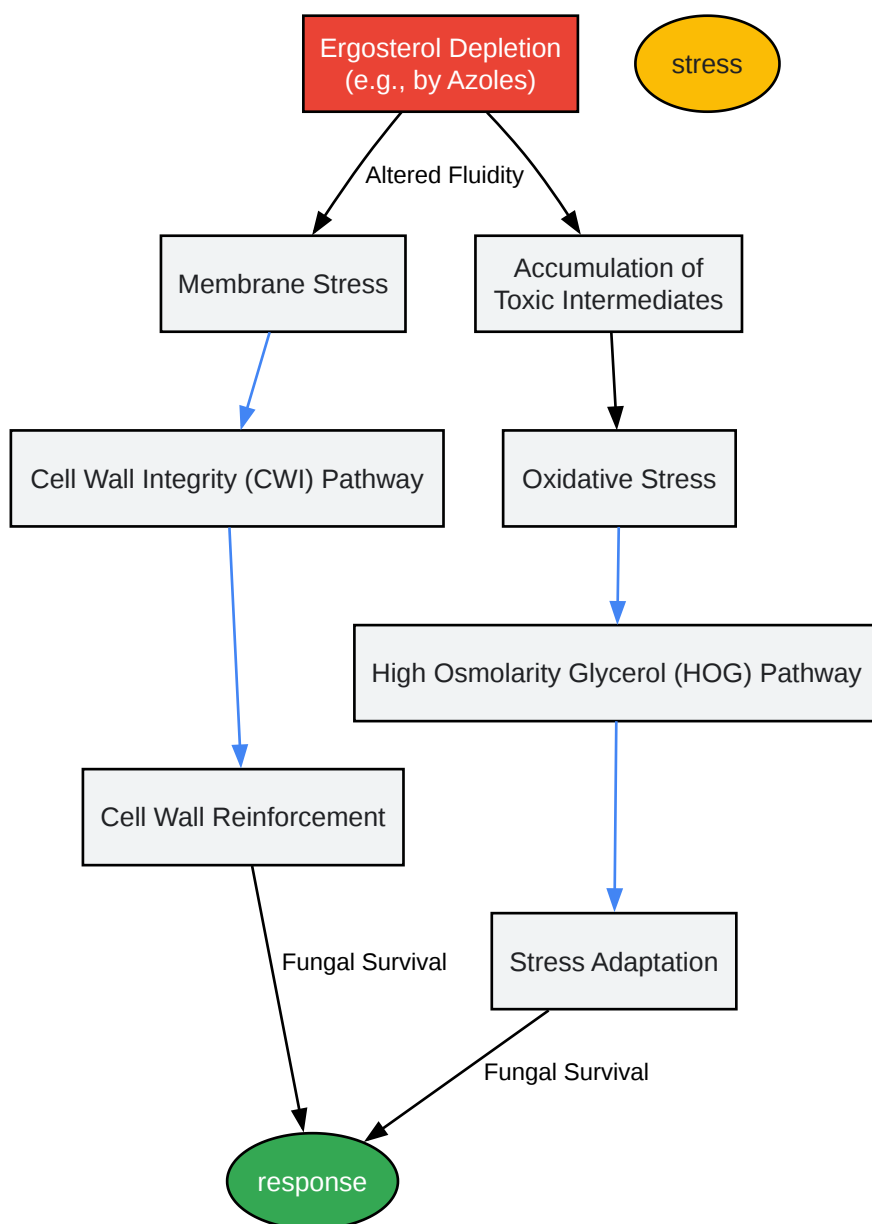 Ergosterol Depletion
(e.g., by Azoles)
stress
Altered Fluidity
Membrane Stress
Accumulation of
Toxic Intermediates
Cell Wall Integrity (CWI) Pathway
Oxidative Stress
High Osmolarity Glycerol (HOG) Pathway
Cell Wall Reinforcement
Fungal Survival
Stress Adaptation
Fungal Survival
response